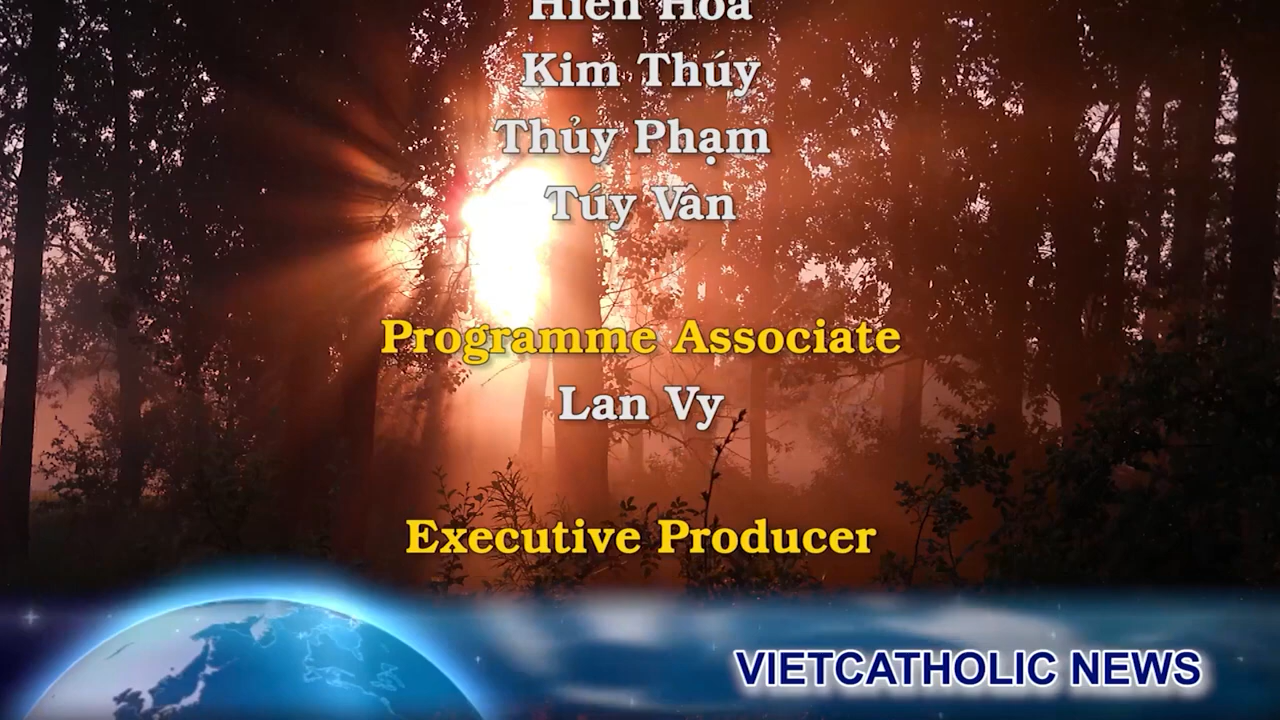 Kim Thúy
Thủy Phạm
Túy Vân
Programme Associate
Lan Vy
Executive Producer
VIETCATHOLIC NEWS